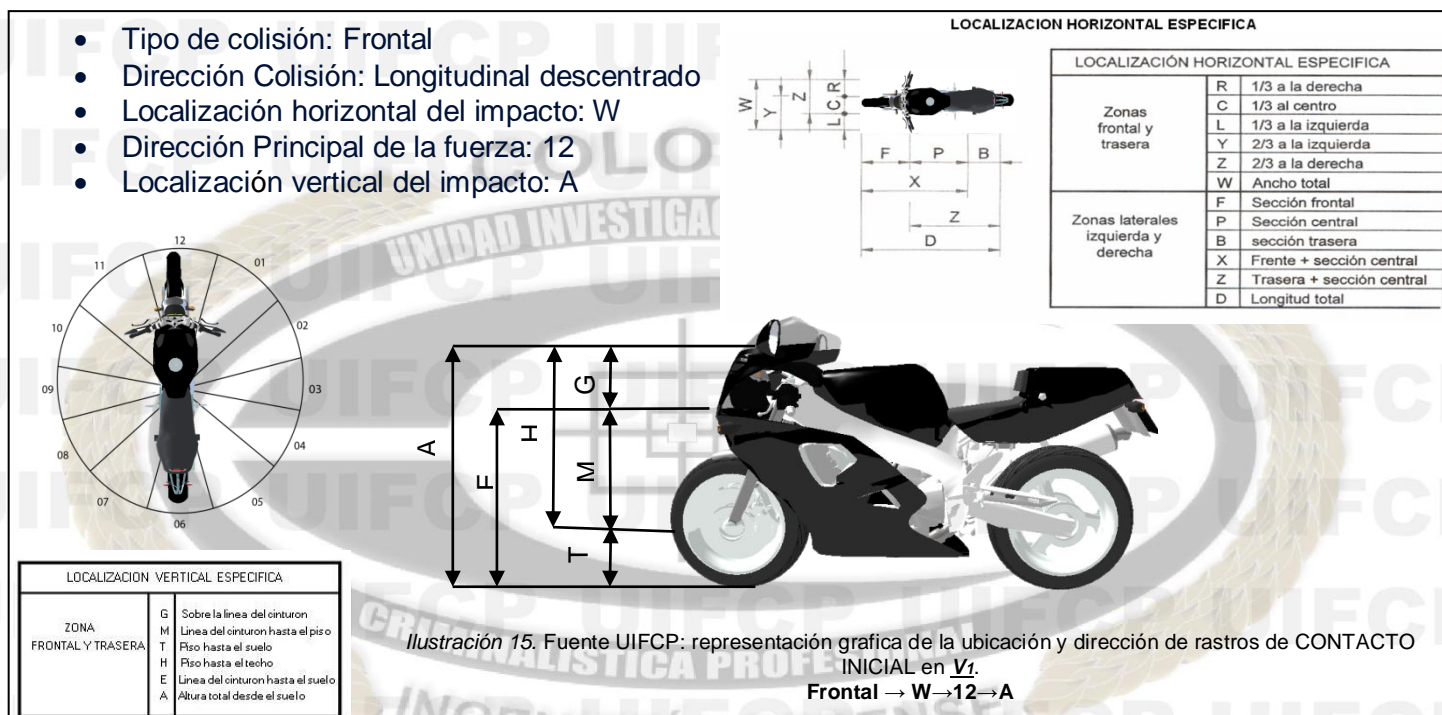 • Tipo de colisión: Frontal
• Dirección Colisión: Longitudinal descentrado
• Localización horizontal del impacto: W
• Dirección Principal de la fuerza: 12
• Localización vertical del impacto: A
LOCALIZACION HORIZONTAL ESPECIFICA
W
Y
Z
R
C
L
F P B
X
Z
D
LOCALIZACIÓN HORIZONTAL ESPECIFICA
Zonas frontal y trasera
R 1/3 a la derecha
C 1/3 al centro
L 1/3 a la izquierda
Y 2/3 a la izquierda
Z 2/3 a la derecha
W Ancho total
Zonas laterales izquierda y derecha
F Sección frontal
P Sección central
B sección trasera
X Frente + sección central
Z Trasera + sección central
D Longitud total
12
01
02
03
04
05
06
07
08
09
10
11
A
F
H
G
M
T
LOCALIZACION VERTICAL ESPECIFICA
ZONA
FRONTAL Y TRASERA
G Sobre la linea del cinturon
M Linea del cinturon hasta el piso
T Piso hasta el suelo
H Piso hasta el techo
E Linea del cinturon hasta el suelo
A Altura total desde el suelo
Ilustración 15. Fuente UIFCP: representación grafica de la ubicación y dirección de rastros de CONTACTO
INICIAL en V1.
Frontal → W→12→A
UIFCP
COLO
UNIDAD INVESTIGA
CRIMINALÍSTICA PROFES